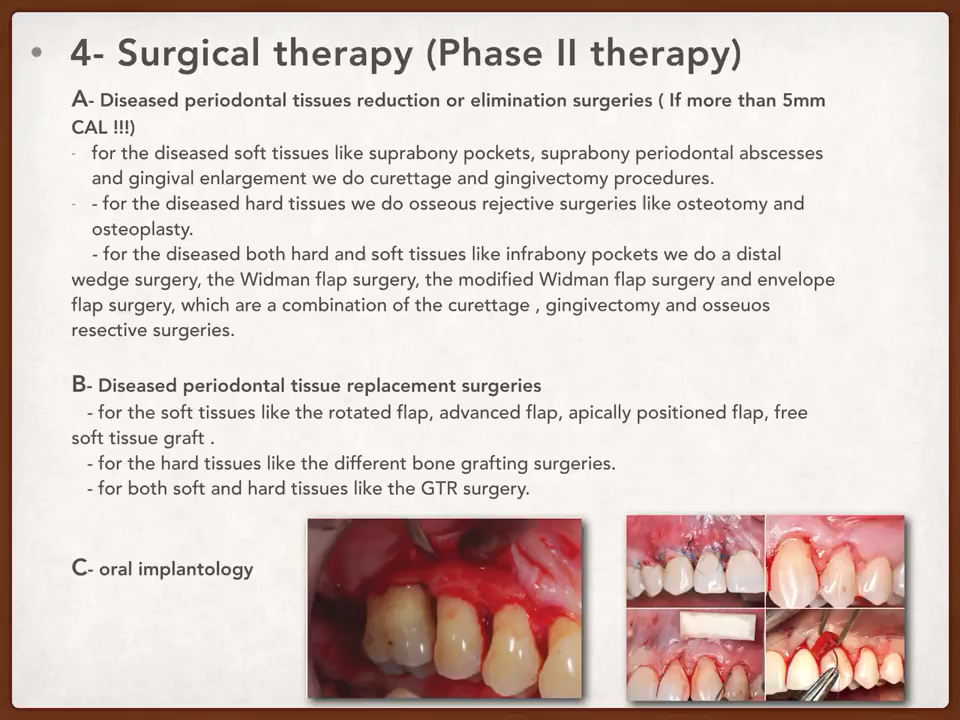 • 4- Surgical therapy (Phase II therapy)
A- Diseased periodontal tissues reduction or elimination surgeries ( If more than 5mm
CAL !!!)
- for the diseased soft tissues like suprabony pockets, suprabony periodontal abscesses
and gingival enlargement we do curettage and gingivectomy procedures.
- - for the diseased hard tissues we do osseous rejective surgeries like osteotomy and
osteoplasty.
- for the diseased both hard and soft tissues like infrabony pockets we do a distal
wedge surgery, the Widman flap surgery, the modified Widman flap surgery and envelope
flap surgery, which are a combination of the curettage , gingivectomy and osseuos
resective surgeries.
B- Diseased periodontal tissue replacement surgeries
- for the soft tissues like the rotated flap, advanced flap, apically positioned flap, free
soft tissue graft .
- for the hard tissues like the different bone grafting surgeries.
- for both soft and hard tissues like the GTR surgery.
C- oral implantology